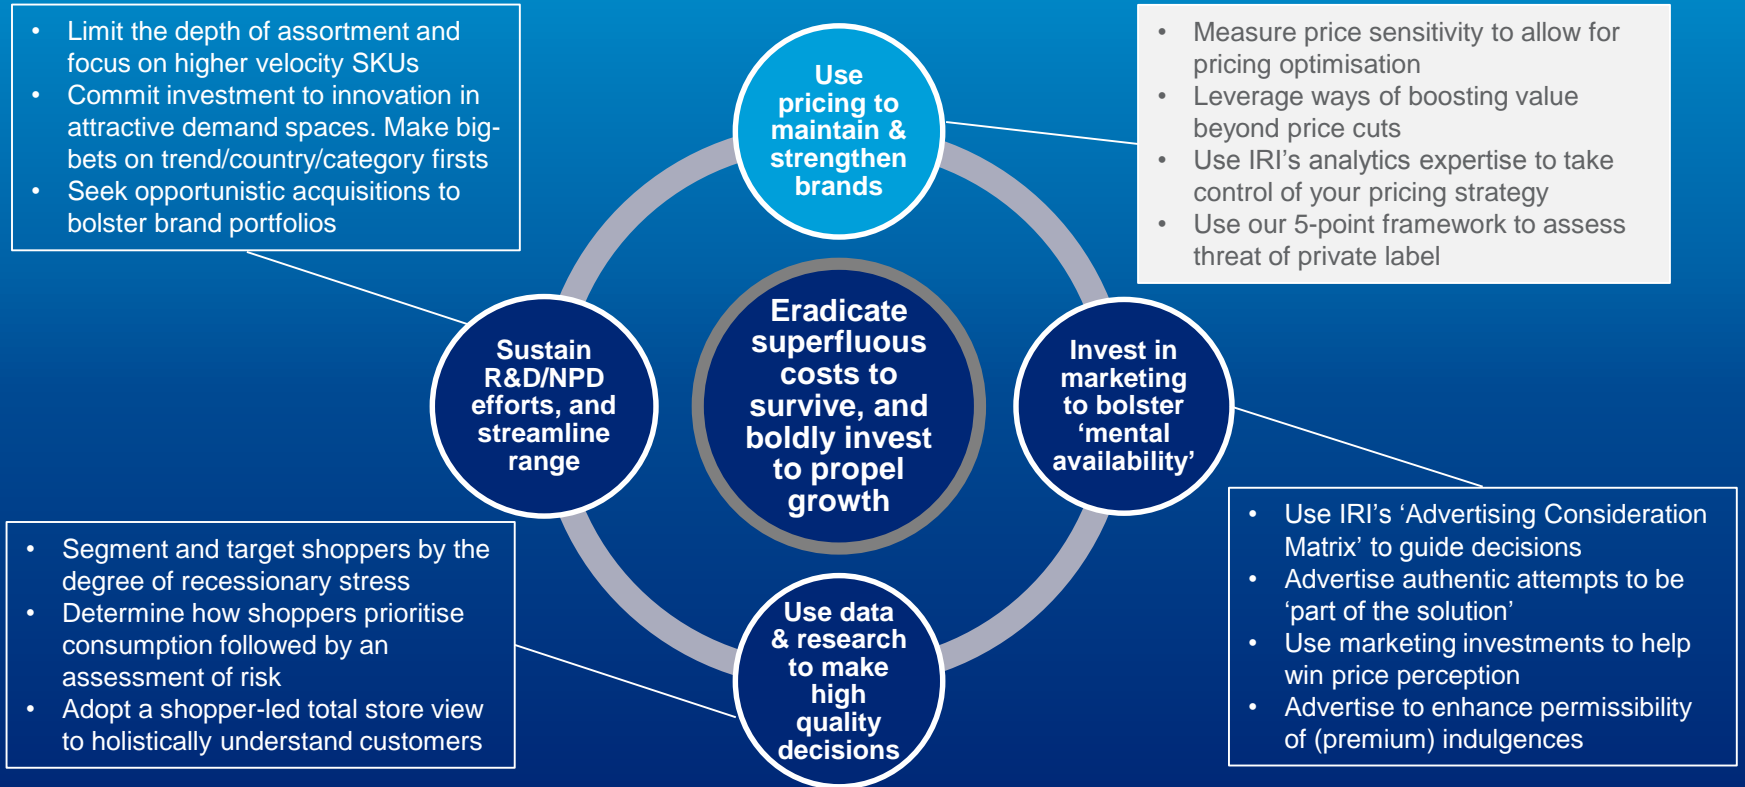 • Limit the depth of assortment and
focus on higher velocity SKUs
• Commit investment to innovation in
attractive demand spaces. Make big-
bets on trend/country/category firsts
• Seek opportunistic acquisitions to
bolster brand portfolios
Use
pricing to
maintain &
strengthen
brands
• Measure price sensitivity to allow for
pricing optimisation
• Leverage ways of boosting value
beyond price cuts
• Use IRI’s analytics expertise to take
control of your pricing strategy
• Use our 5-point framework to assess
threat of private label
Sustain
R&D/NPD
efforts, and
streamline
range
Eradicate
superfluous
costs to
survive, and
boldly invest
to propel
growth
Invest in
marketing
to bolster
‘mental
availability’
• Segment and target shoppers by the
degree of recessionary stress
• Determine how shoppers prioritise
consumption followed by an
assessment of risk
• Adopt a shopper-led total store view
to holistically understand customers
Use data
& research
to make
high
quality
decisions
• Use IRI’s ‘Advertising Consideration
Matrix’ to guide decisions
• Advertise authentic attempts to be
‘part of the solution’
• Use marketing investments to help
win price perception
• Advertise to enhance permissibility
of (premium) indulgences